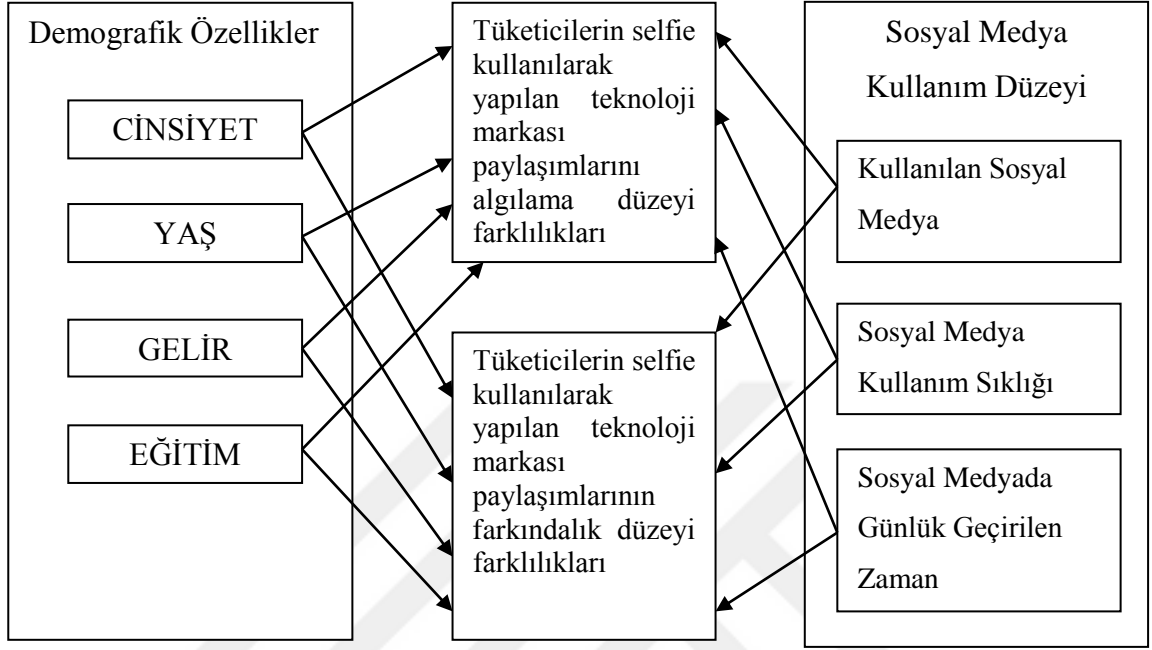 Demografik Özellikler
CİNSİYET
YAŞ
GELİR
EĞİTİM
Tüketicilerin selfie
kullanılarak
yapılan teknoloji
markası
paylaşımlarını
algılama düzeyi
farklılıkları
Tüketicilerin selfie
kullanılarak
yapılan teknoloji
markası
paylaşımlarının
farkındalık düzeyi
farklılıkları
Sosyal Medya
Kullanım Düzeyi
Kullanılan Sosyal
Medya
Sosyal Medya
Kullanım Sıklığı
Sosyal Medyada
Günlük Geçirilen
Zaman